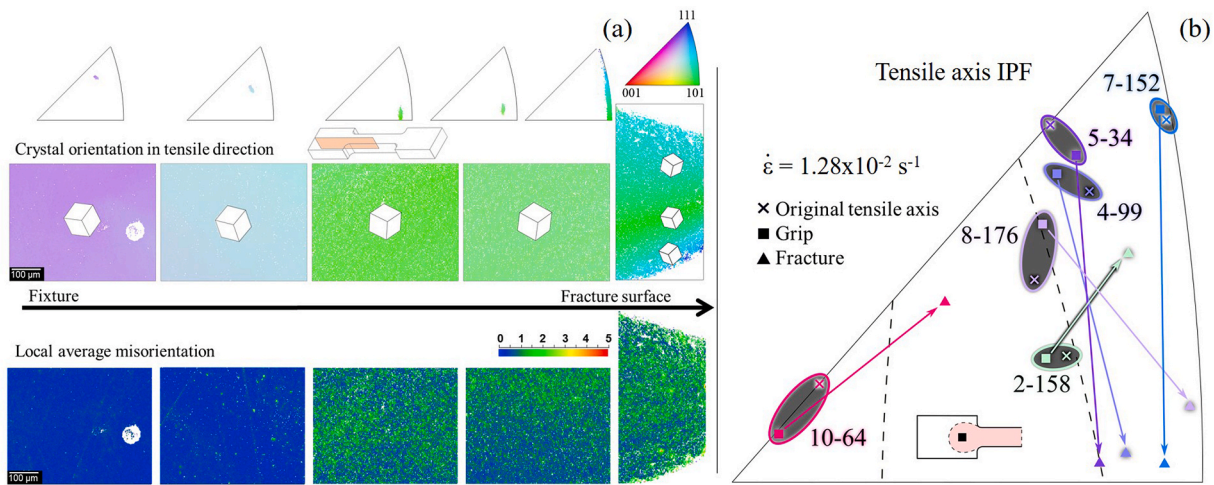 (a)
111
001
101
Crystal orientation in tensile direction
100 µm
Fixture
Fracture surface
Local average misorientation
0 1 2 3 4 5
100 µm
(b)
Tensile axis IPF
7-152
5-34
ε̇ = 1.28x10⁻² s⁻¹
4-99
Original tensile axis
Grip
8-176
Fracture
2-158
10-64